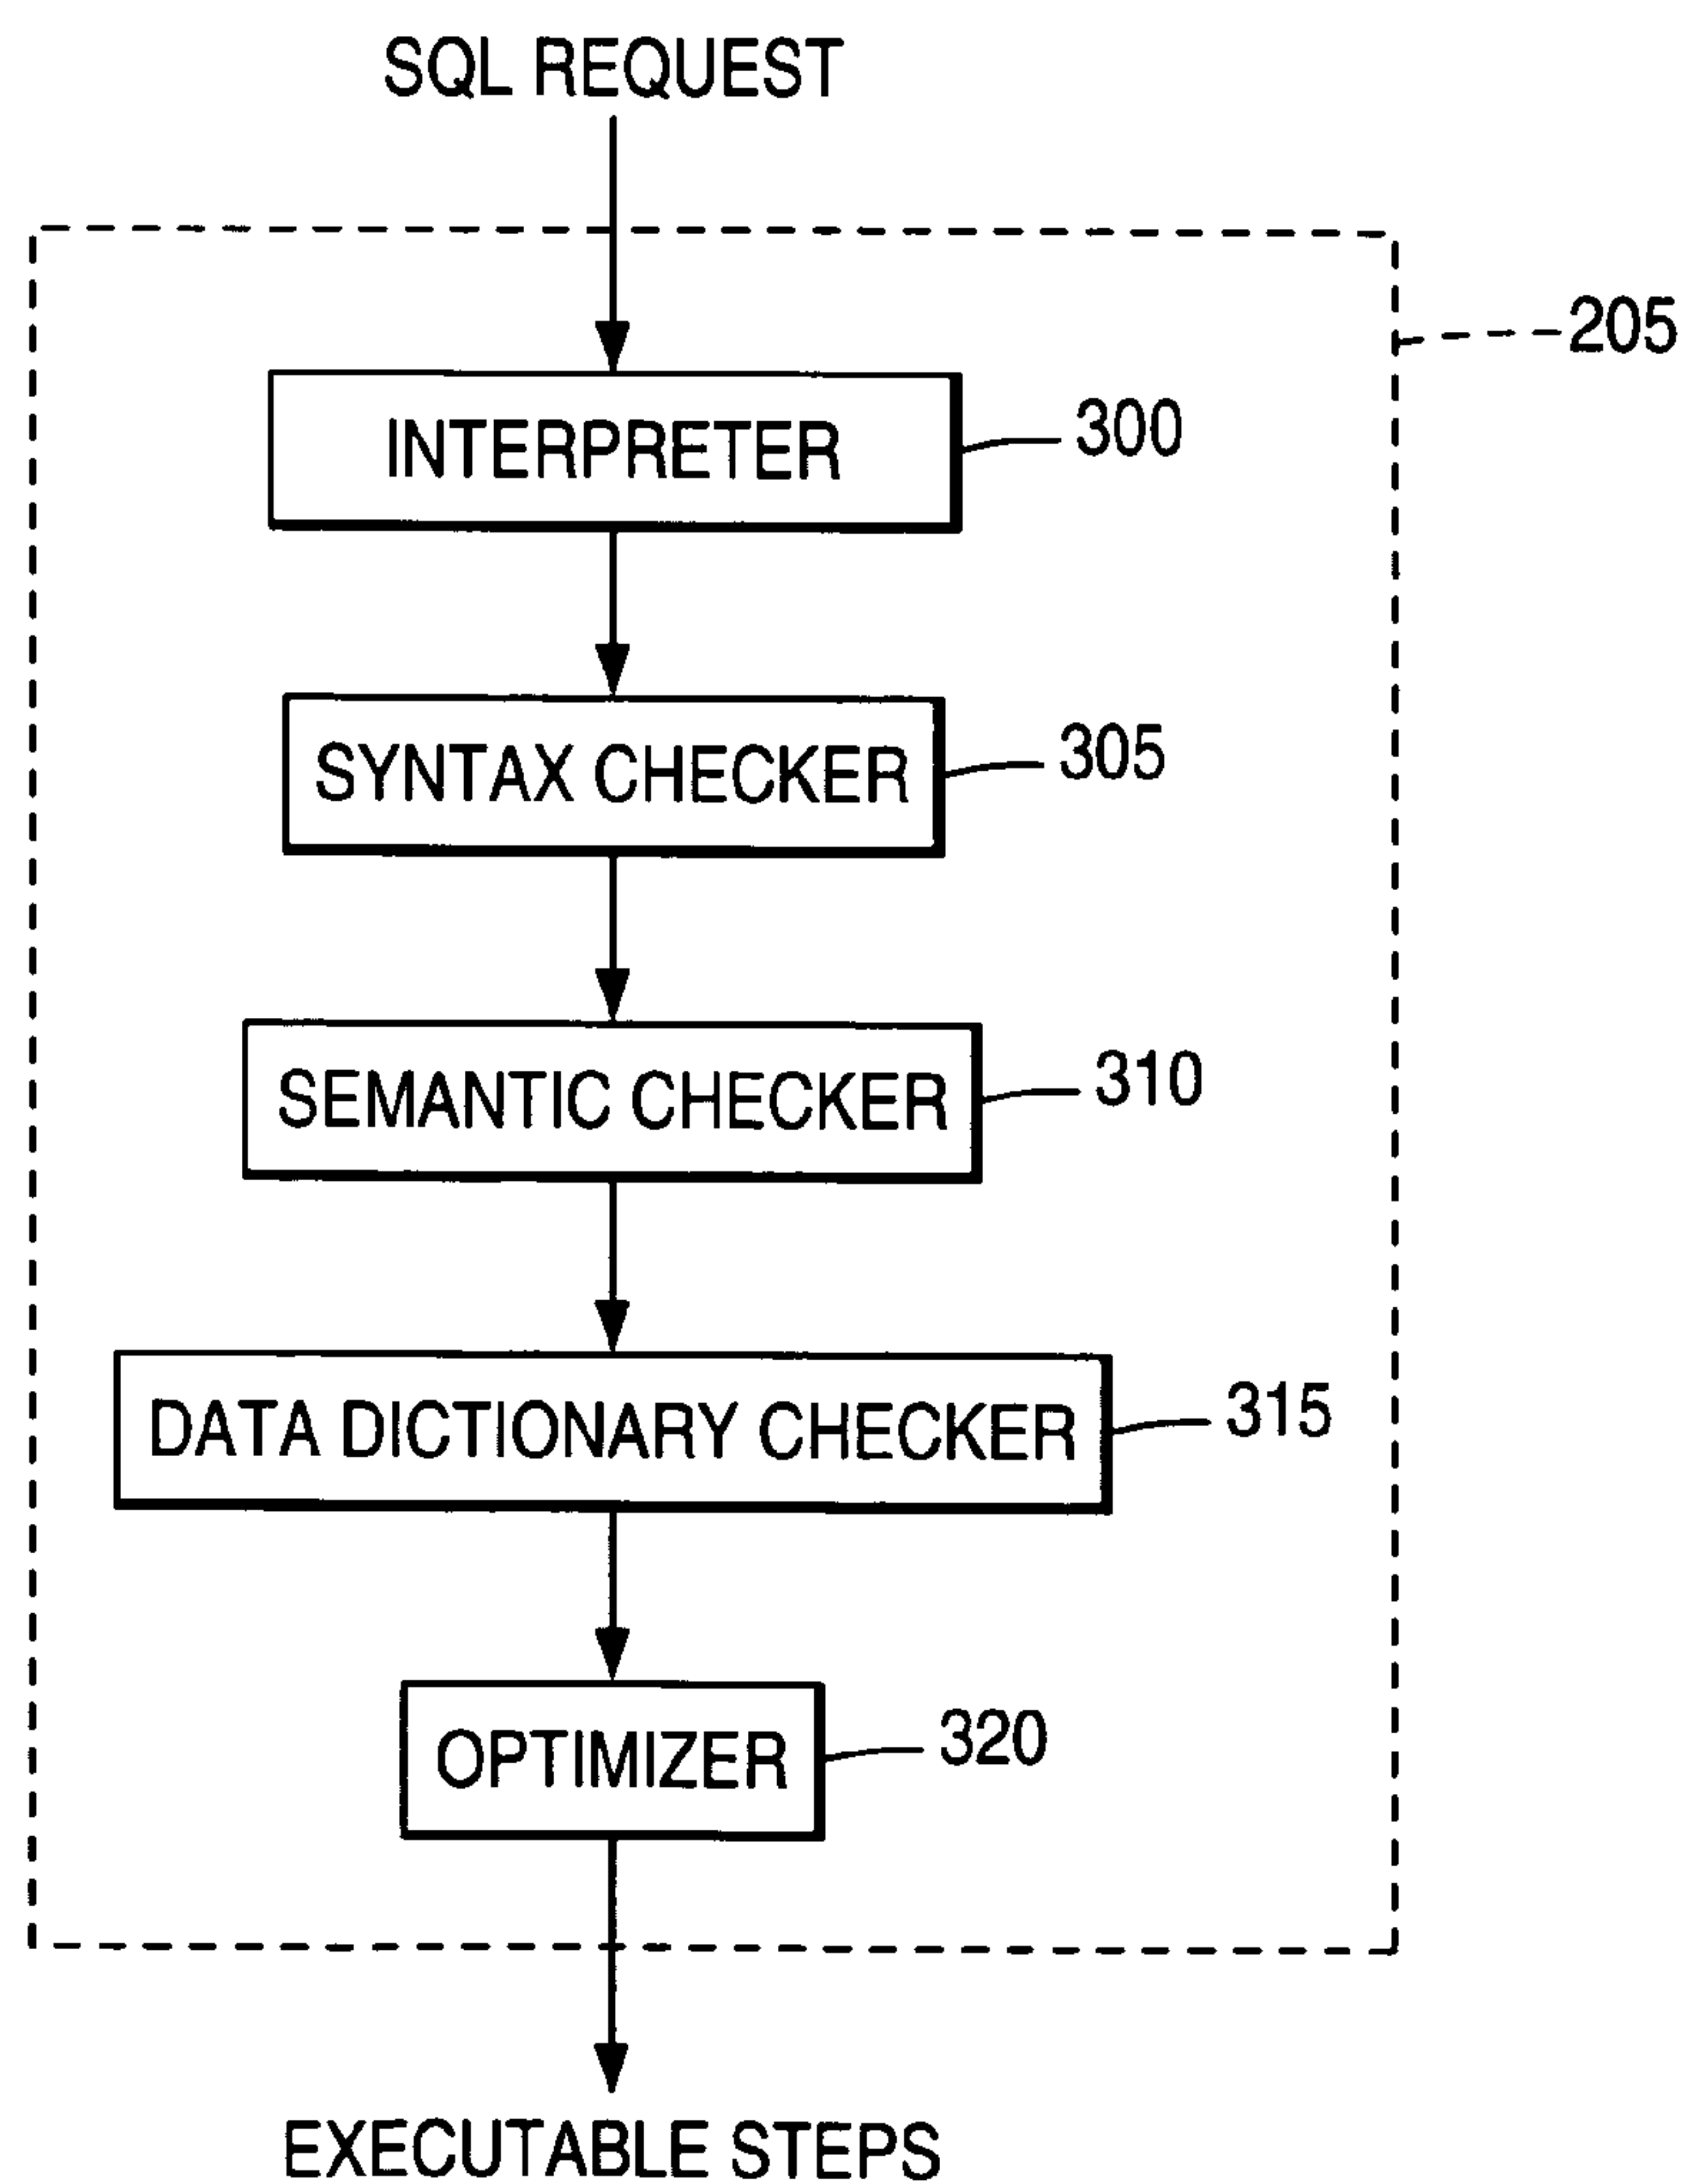 SQL REQUEST
205
INTERPRETER
300
SYNTAX CHECKER
305
SEMANTIC CHECKER
310
DATA DICTIONARY CHECKER
315
OPTIMIZER
320
EXECUTABLE STEPS